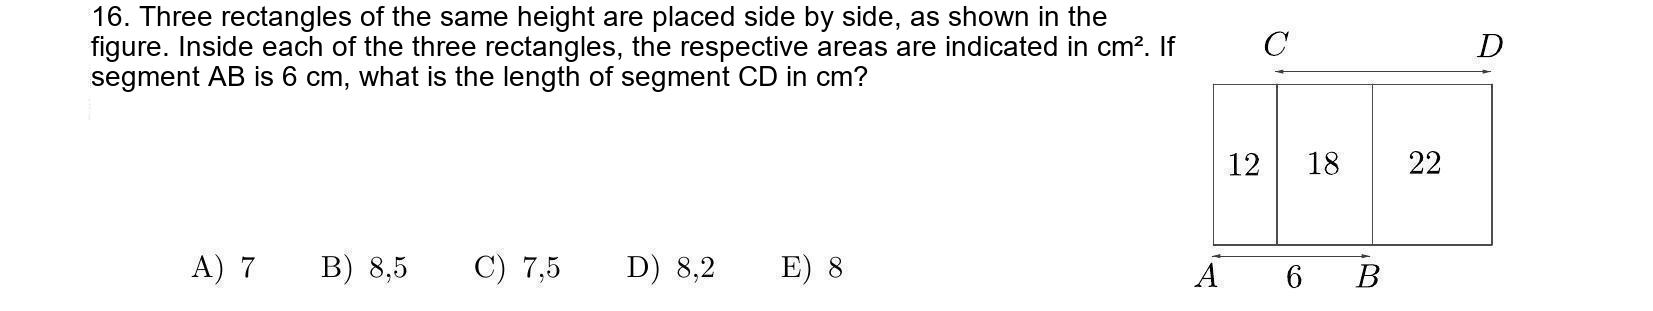 16. Three rectangles of the same height are placed side by side, as shown in the
figure. Inside each of the three rectangles, the respective areas are indicated in cm². If
segment AB is 6 cm, what is the length of segment CD in cm?
C D
12 18 22
A 6 B
A) 7 B) 8,5 C) 7,5 D) 8,2 E) 8